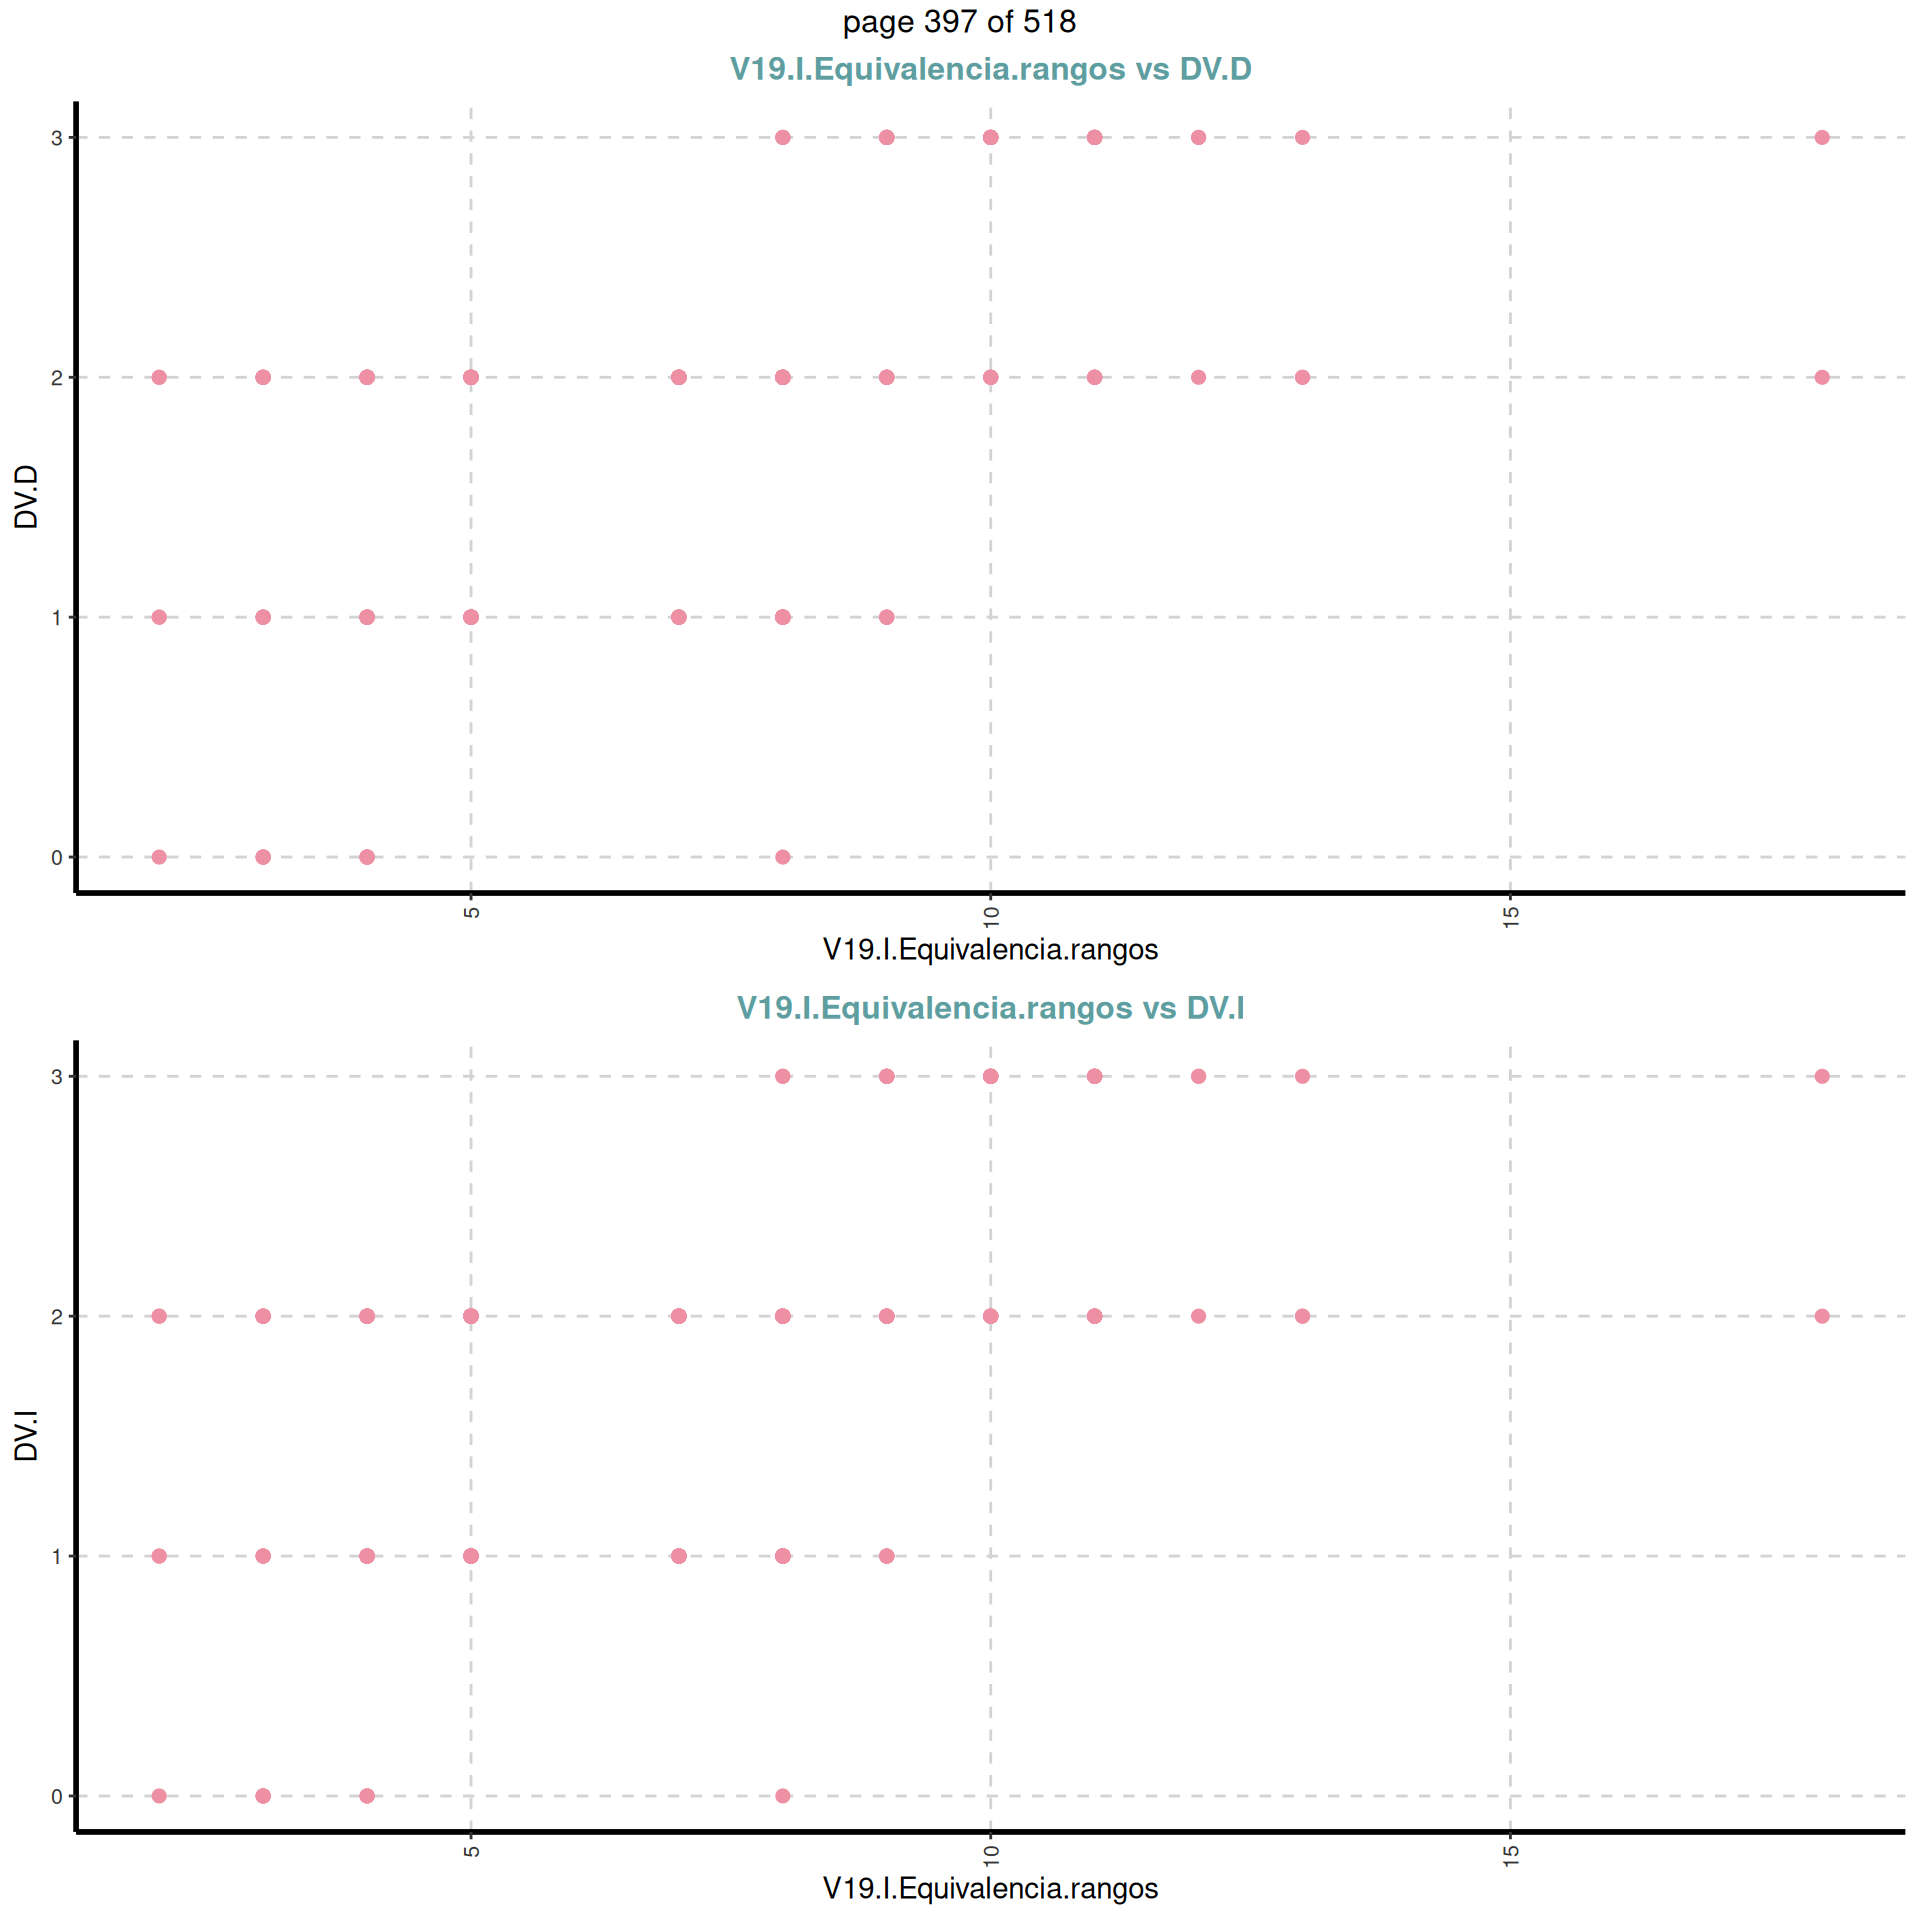 page 397 of 518
V19.I.Equivalencia.rangos vs DV.D
3
2
1
0
DV.D
5
10
15
V19.I.Equivalencia.rangos
V19.I.Equivalencia.rangos vs DV.I
3
2
1
0
DV.I
5
10
15
V19.I.Equivalencia.rangos